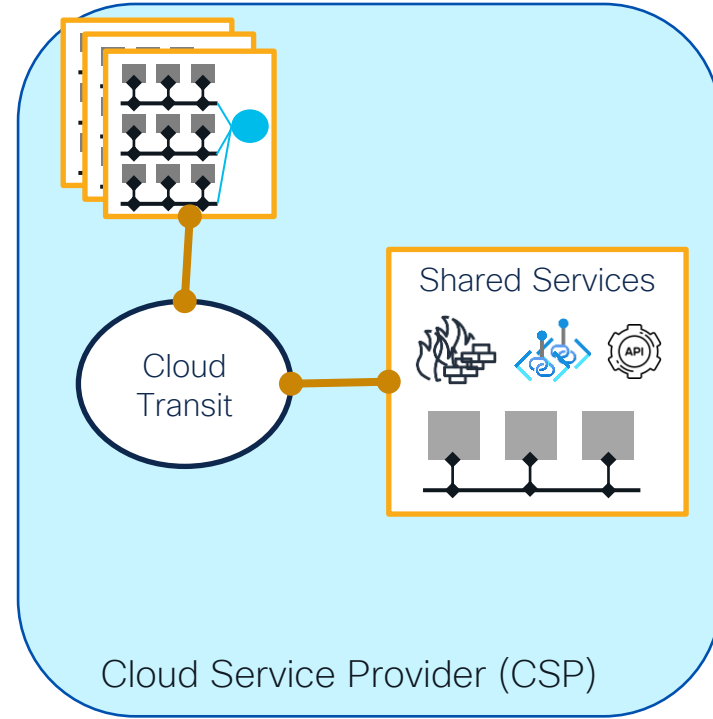 Shared Services
API
Cloud
Transit
Cloud Service Provider (CSP)